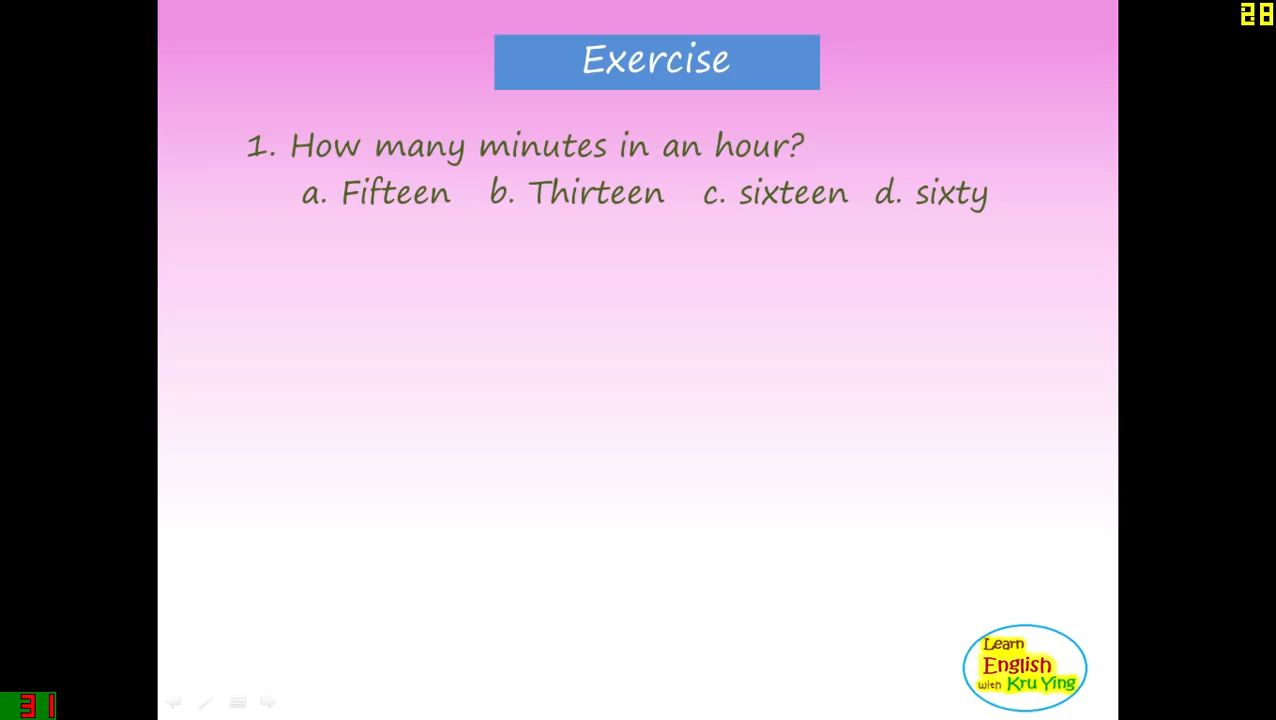 28
Exercise
1. How many minutes in an hour?
a. Fifteen b. Thirteen c. sixteen d. sixty
Learn
English
with Kru Ying
31